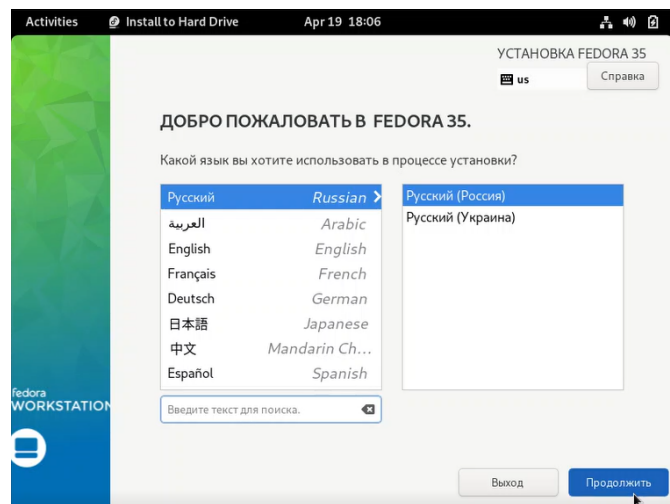 Activities Install to Hard Drive Apr 19 18:06
УСТАНОВКА FEDORA 35
us Справка
ДОБРО ПОЖАЛОВАТЬ В FEDORA 35.
Какой язык вы хотите использовать в процессе установки?
Русский Russian
العربية Arabic
English English
Français French
Deutsch German
日本語 Japanese
中文 Mandarin Ch...
Español Spanish
Русский (Россия)
Русский (Украина)
Введите текст для поиска.
fedora
WORKSTATION
Выход Продолжить